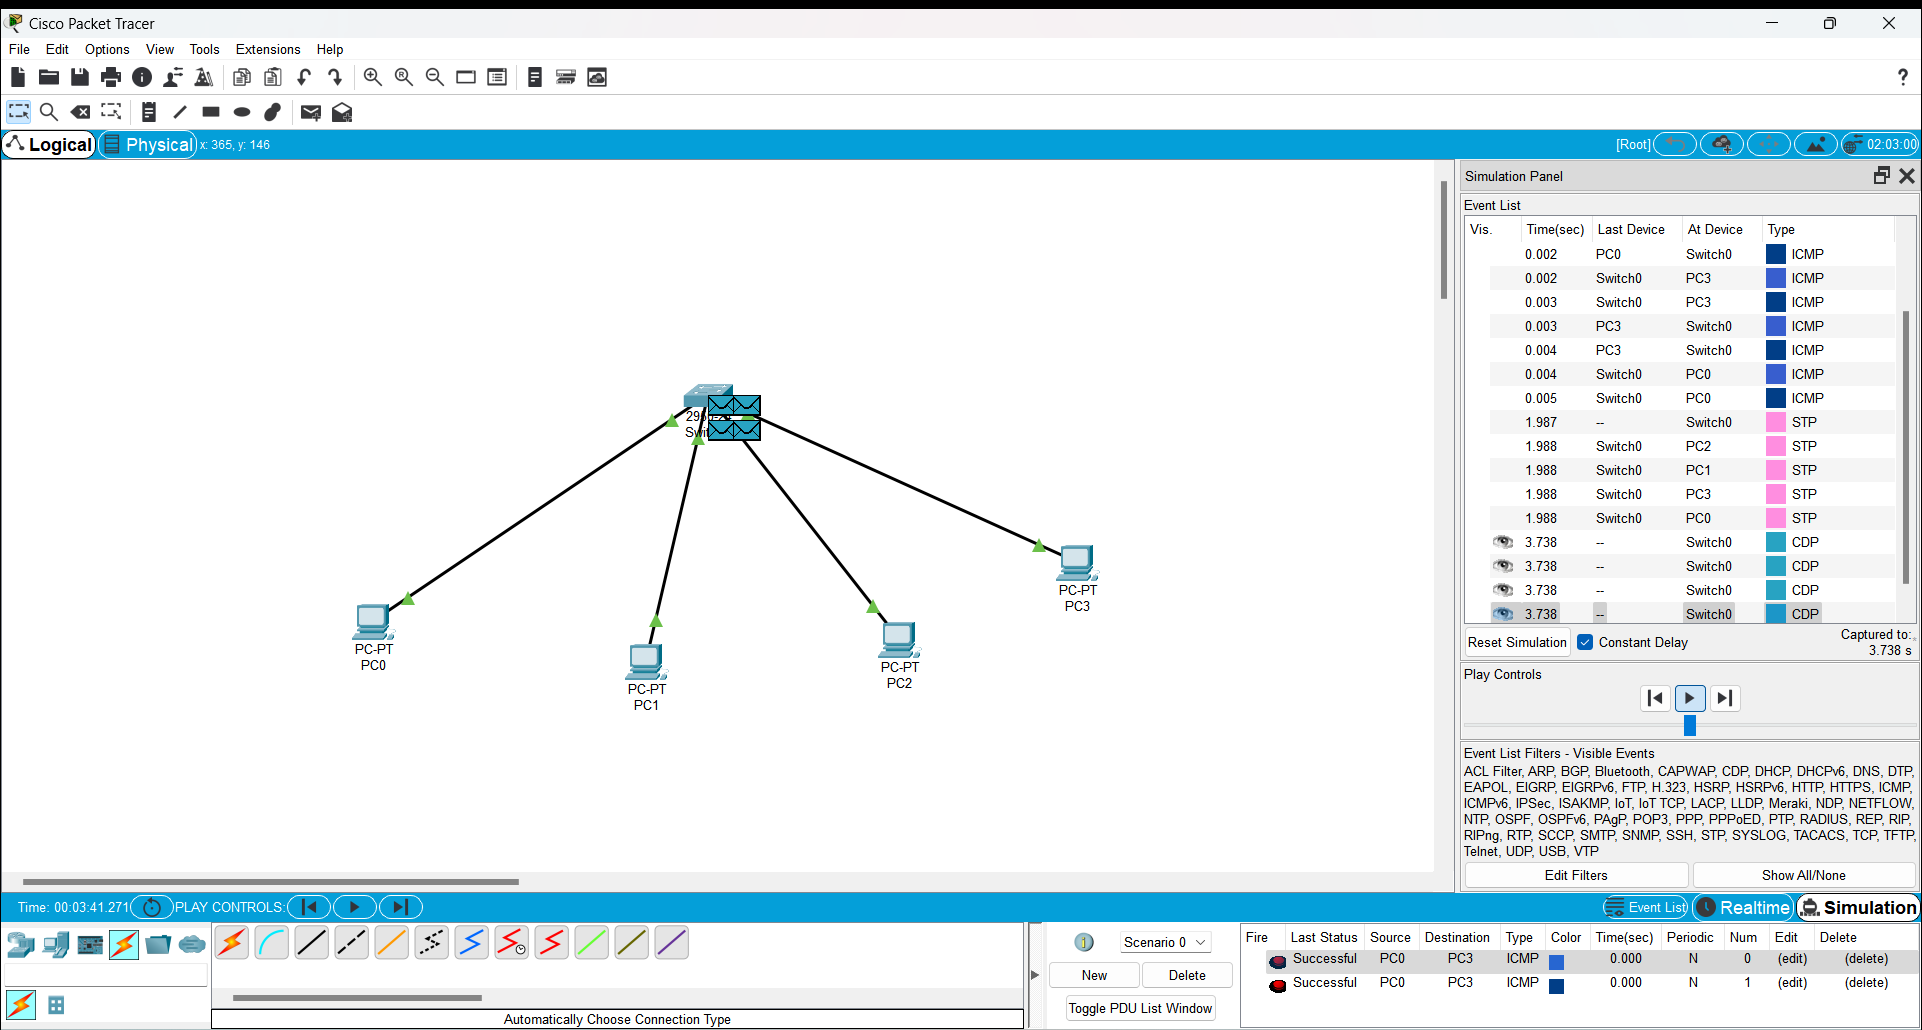 Cisco Packet Tracer
File Edit Options View Tools Extensions Help
Logical Physical x: 365, y: 146 [Root] 02:03:00
Simulation Panel
Event List
Vis. Time(sec) Last Device At Device Type
0.002 PC0 Switch0 ICMP
0.002 Switch0 PC3 ICMP
0.003 Switch0 PC3 ICMP
0.003 PC3 Switch0 ICMP
0.004 PC3 Switch0 ICMP
0.004 Switch0 PC0 ICMP
0.005 Switch0 PC0 ICMP
1.987 -- Switch0 STP
1.988 Switch0 PC2 STP
1.988 Switch0 PC1 STP
1.988 Switch0 PC3 STP
1.988 Switch0 PC0 STP
3.738 -- Switch0 CDP
3.738 -- Switch0 CDP
3.738 -- Switch0 CDP
3.738 -- Switch0 CDP
Reset Simulation Constant Delay Captured to:
3.738 s
Play Controls
Event List Filters - Visible Events
ACL Filter, ARP, BGP, Bluetooth, CAPWAP, CDP, DHCP, DHCPv6, DNS, DTP,
EAPOL, EIGRP, EIGRPv6, FTP, H.323, HSRP, HSRPv6, HTTP, HTTPS, ICMP,
ICMPv6, IPSec, ISAKMP, IoT, IoT TCP, LACP, LLDP, Meraki, NDP, NETFLOW,
NTP, OSPF, OSPFv6, PAgP, POP3, PPP, PPPoED, PTP, RADIUS, REP, RIP,
RIPng, RTP, SCCP, SMTP, SNMP, SSH, STP, SYSLOG, TACACS, TCP, TFTP,
Telnet, UDP, USB, VTP
Edit Filters Show All/None
PC-PT
PC0
PC-PT
PC1
PC-PT
PC2
PC-PT
PC3
Time: 00:03:41.271 PLAY CONTROLS: Event List Realtime Simulation
Scenario 0
New Delete
Toggle PDU List Window
Fire Last Status Source Destination Type Color Time(sec) Periodic Num Edit Delete
Successful PC0 PC3 ICMP 0.000 N 0 (edit) (delete)
Successful PC0 PC3 ICMP 0.000 N 1 (edit) (delete)
Automatically Choose Connection Type